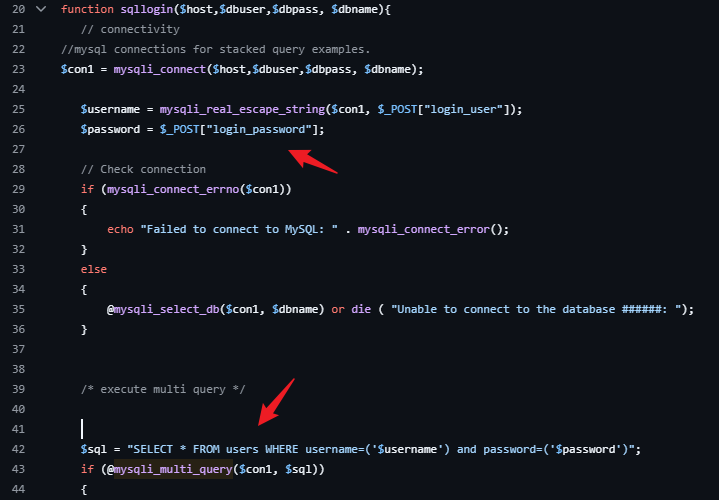 20 function sqllogin($host,$dbuser,$dbpass, $dbname){
21 // connectivity
22 //mysql connections for stacked query examples.
23 $con1 = mysqli_connect($host,$dbuser,$dbpass, $dbname);
24
25 $username = mysqli_real_escape_string($con1, $_POST["login_user"]);
26 $password = $_POST["login_password"];
27
28 // Check connection
29 if (mysqli_connect_errno($con1))
30 {
31 echo "Failed to connect to MySQL: " . mysqli_connect_error();
32 }
33 else
34 {
35 @mysqli_select_db($con1, $dbname) or die ( "Unable to connect to the database ######: ");
36 }
37
38
39 /* execute multi query */
40
41
42 $sql = "SELECT * FROM users WHERE username=('$username') and password=('$password')";
43 if (@mysqli_multi_query($con1, $sql))
44 {